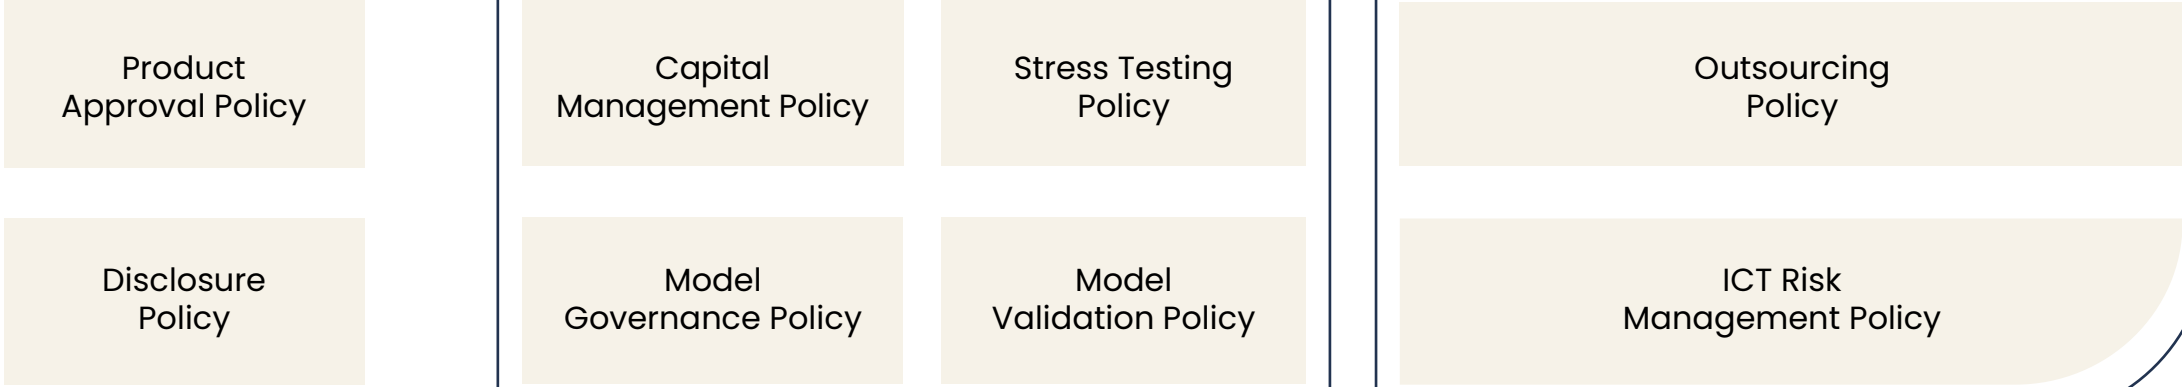 Product
Approval Policy
Capital
Management Policy
Stress Testing
Policy
Outsourcing
Policy
Disclosure
Policy
Model
Governance Policy
Model
Validation Policy
ICT Risk
Management Policy